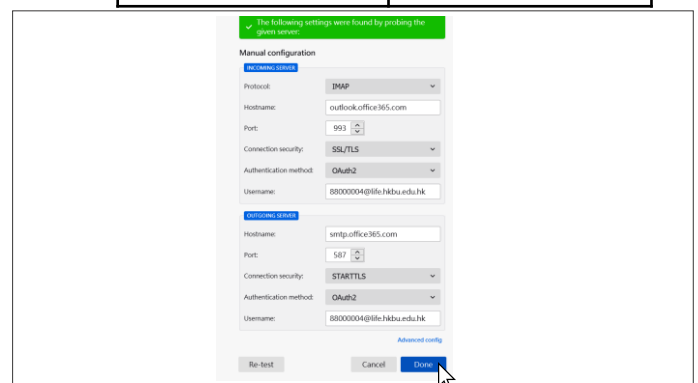 The following settings were found by probing the
given server:
Manual configuration
INCOMING SERVER
Protocol: IMAP
Hostname: outlook.office365.com
Port: 993
Connection security: SSL/TLS
Authentication method: OAuth2
Username: 88000004@life.hkbu.edu.hk
OUTGOING SERVER
Hostname: smtp.office365.com
Port: 587
Connection security: STARTTLS
Authentication method: OAuth2
Username: 88000004@life.hkbu.edu.hk
Advanced config
Re-test Cancel Done